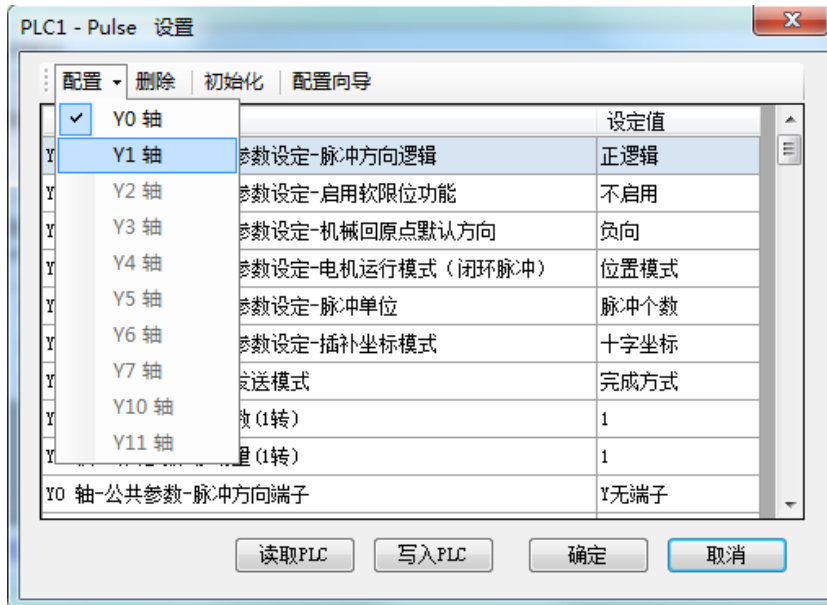 PLC1 - Pulse 设置
配置 删除 初始化 配置向导
设定值
Y0 轴
Y1 轴
Y2 轴
Y3 轴
Y4 轴
Y5 轴
Y6 轴
Y7 轴
Y10 轴
Y11 轴
参数设定-脉冲方向逻辑 正逻辑
参数设定-启用软限位功能 不启用
参数设定-机械回原点默认方向 负向
参数设定-电机运行模式（闭环脉冲） 位置模式
参数设定-脉冲单位 脉冲个数
参数设定-插补坐标模式 十字坐标
发送模式 完成方式
数(1转) 1
量(1转) 1
Y0 轴-公共参数-脉冲方向端子 Y无端子
读取PLC 写入PLC 确定 取消